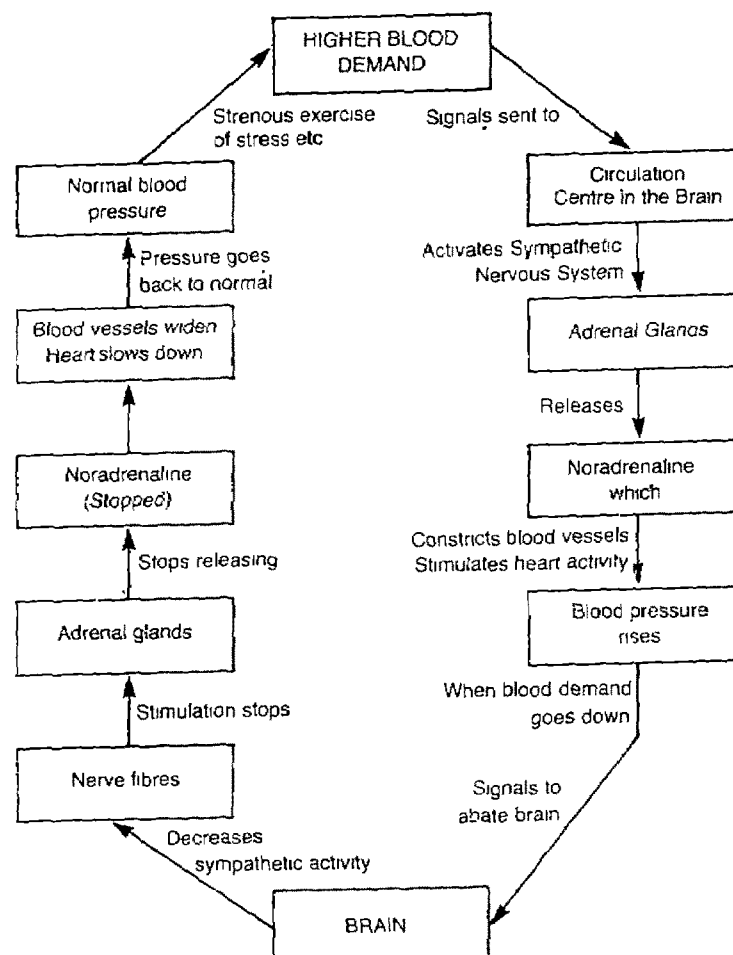 HIGHER BLOOD
DEMAND
Strenous exercise
of stress etc
Signals sent to
Normal blood
pressure
Circulation
Centre in the Brain
Pressure goes
back to normal
Activates Sympathetic
Nervous System
Blood vessels widen
Heart slows down
Adrenal Glands
Releases
Noradrenaline
(Stopped)
Noradrenaline
which
Stops releasing
Constricts blood vessels
Stimulates heart activity
Adrenal glands
Blood pressure
rises
Stimulation stops
When blood demand
goes down
Nerve fibres
Signals to
abate brain
Decreases
sympathetic activity
BRAIN